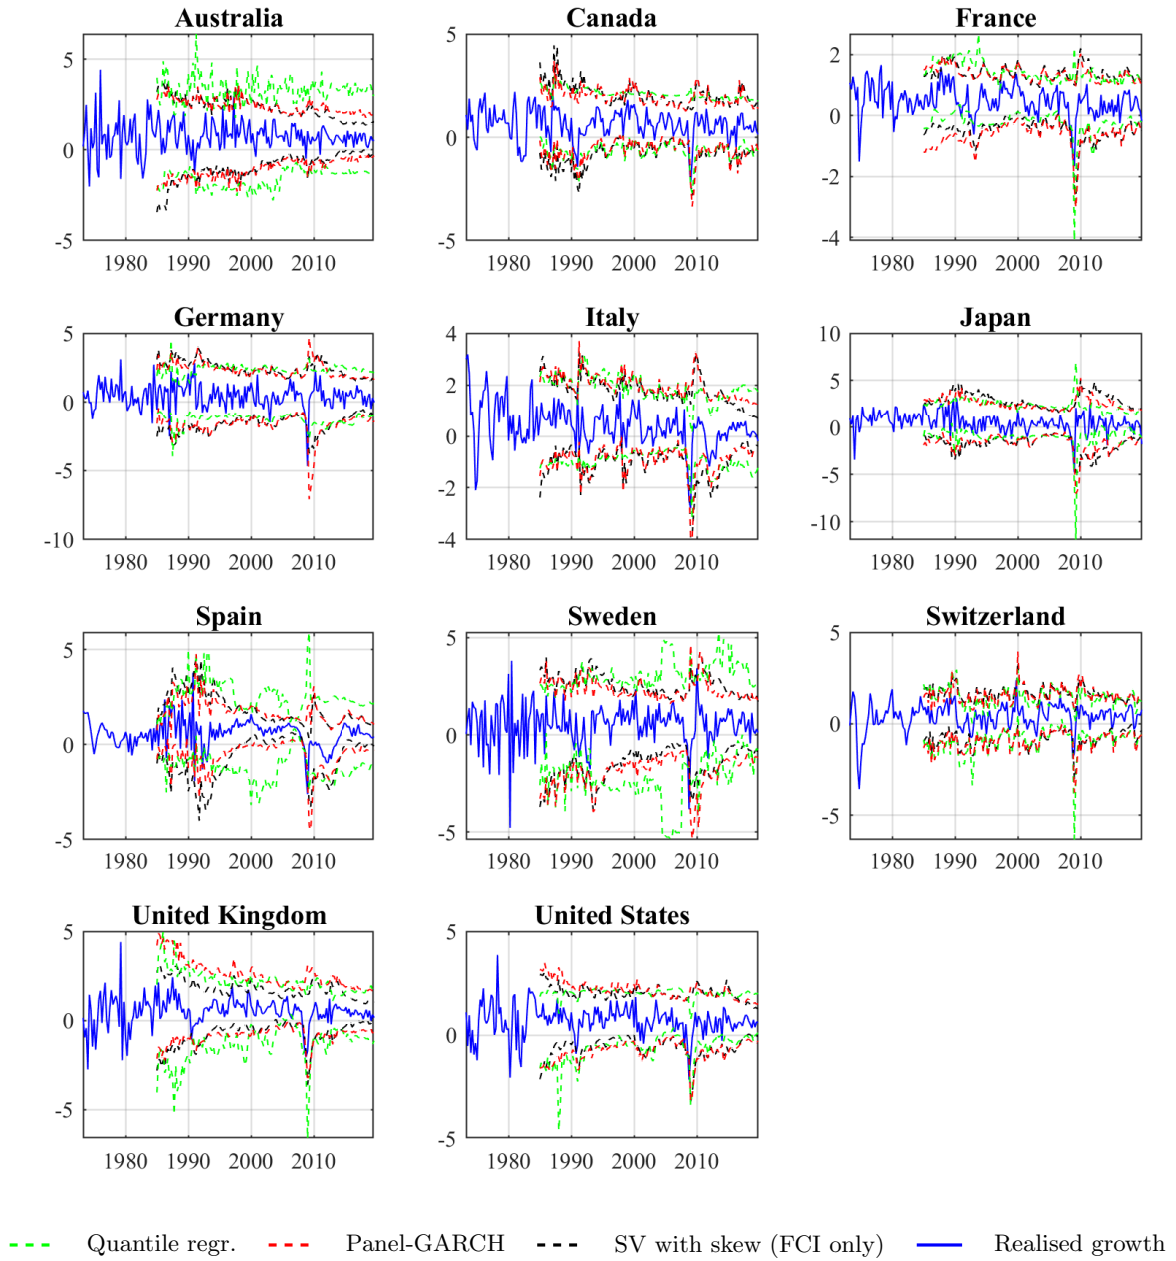 Australia
5
0
-5
1980 1990 2000 2010
Canada
5
0
-5
1980 1990 2000 2010
France
2
0
-2
-4
1980 1990 2000 2010
Germany
5
0
-5
-10
1980 1990 2000 2010
Italy
4
2
0
-2
-4
1980 1990 2000 2010
Japan
10
5
0
-5
-10
1980 1990 2000 2010
Spain
5
0
-5
1980 1990 2000 2010
Sweden
5
0
-5
1980 1990 2000 2010
Switzerland
5
0
-5
1980 1990 2000 2010
United Kingdom
5
0
-5
1980 1990 2000 2010
United States
5
0
-5
1980 1990 2000 2010
Quantile regr. Panel-GARCH SV with skew (FCI only) Realised growth